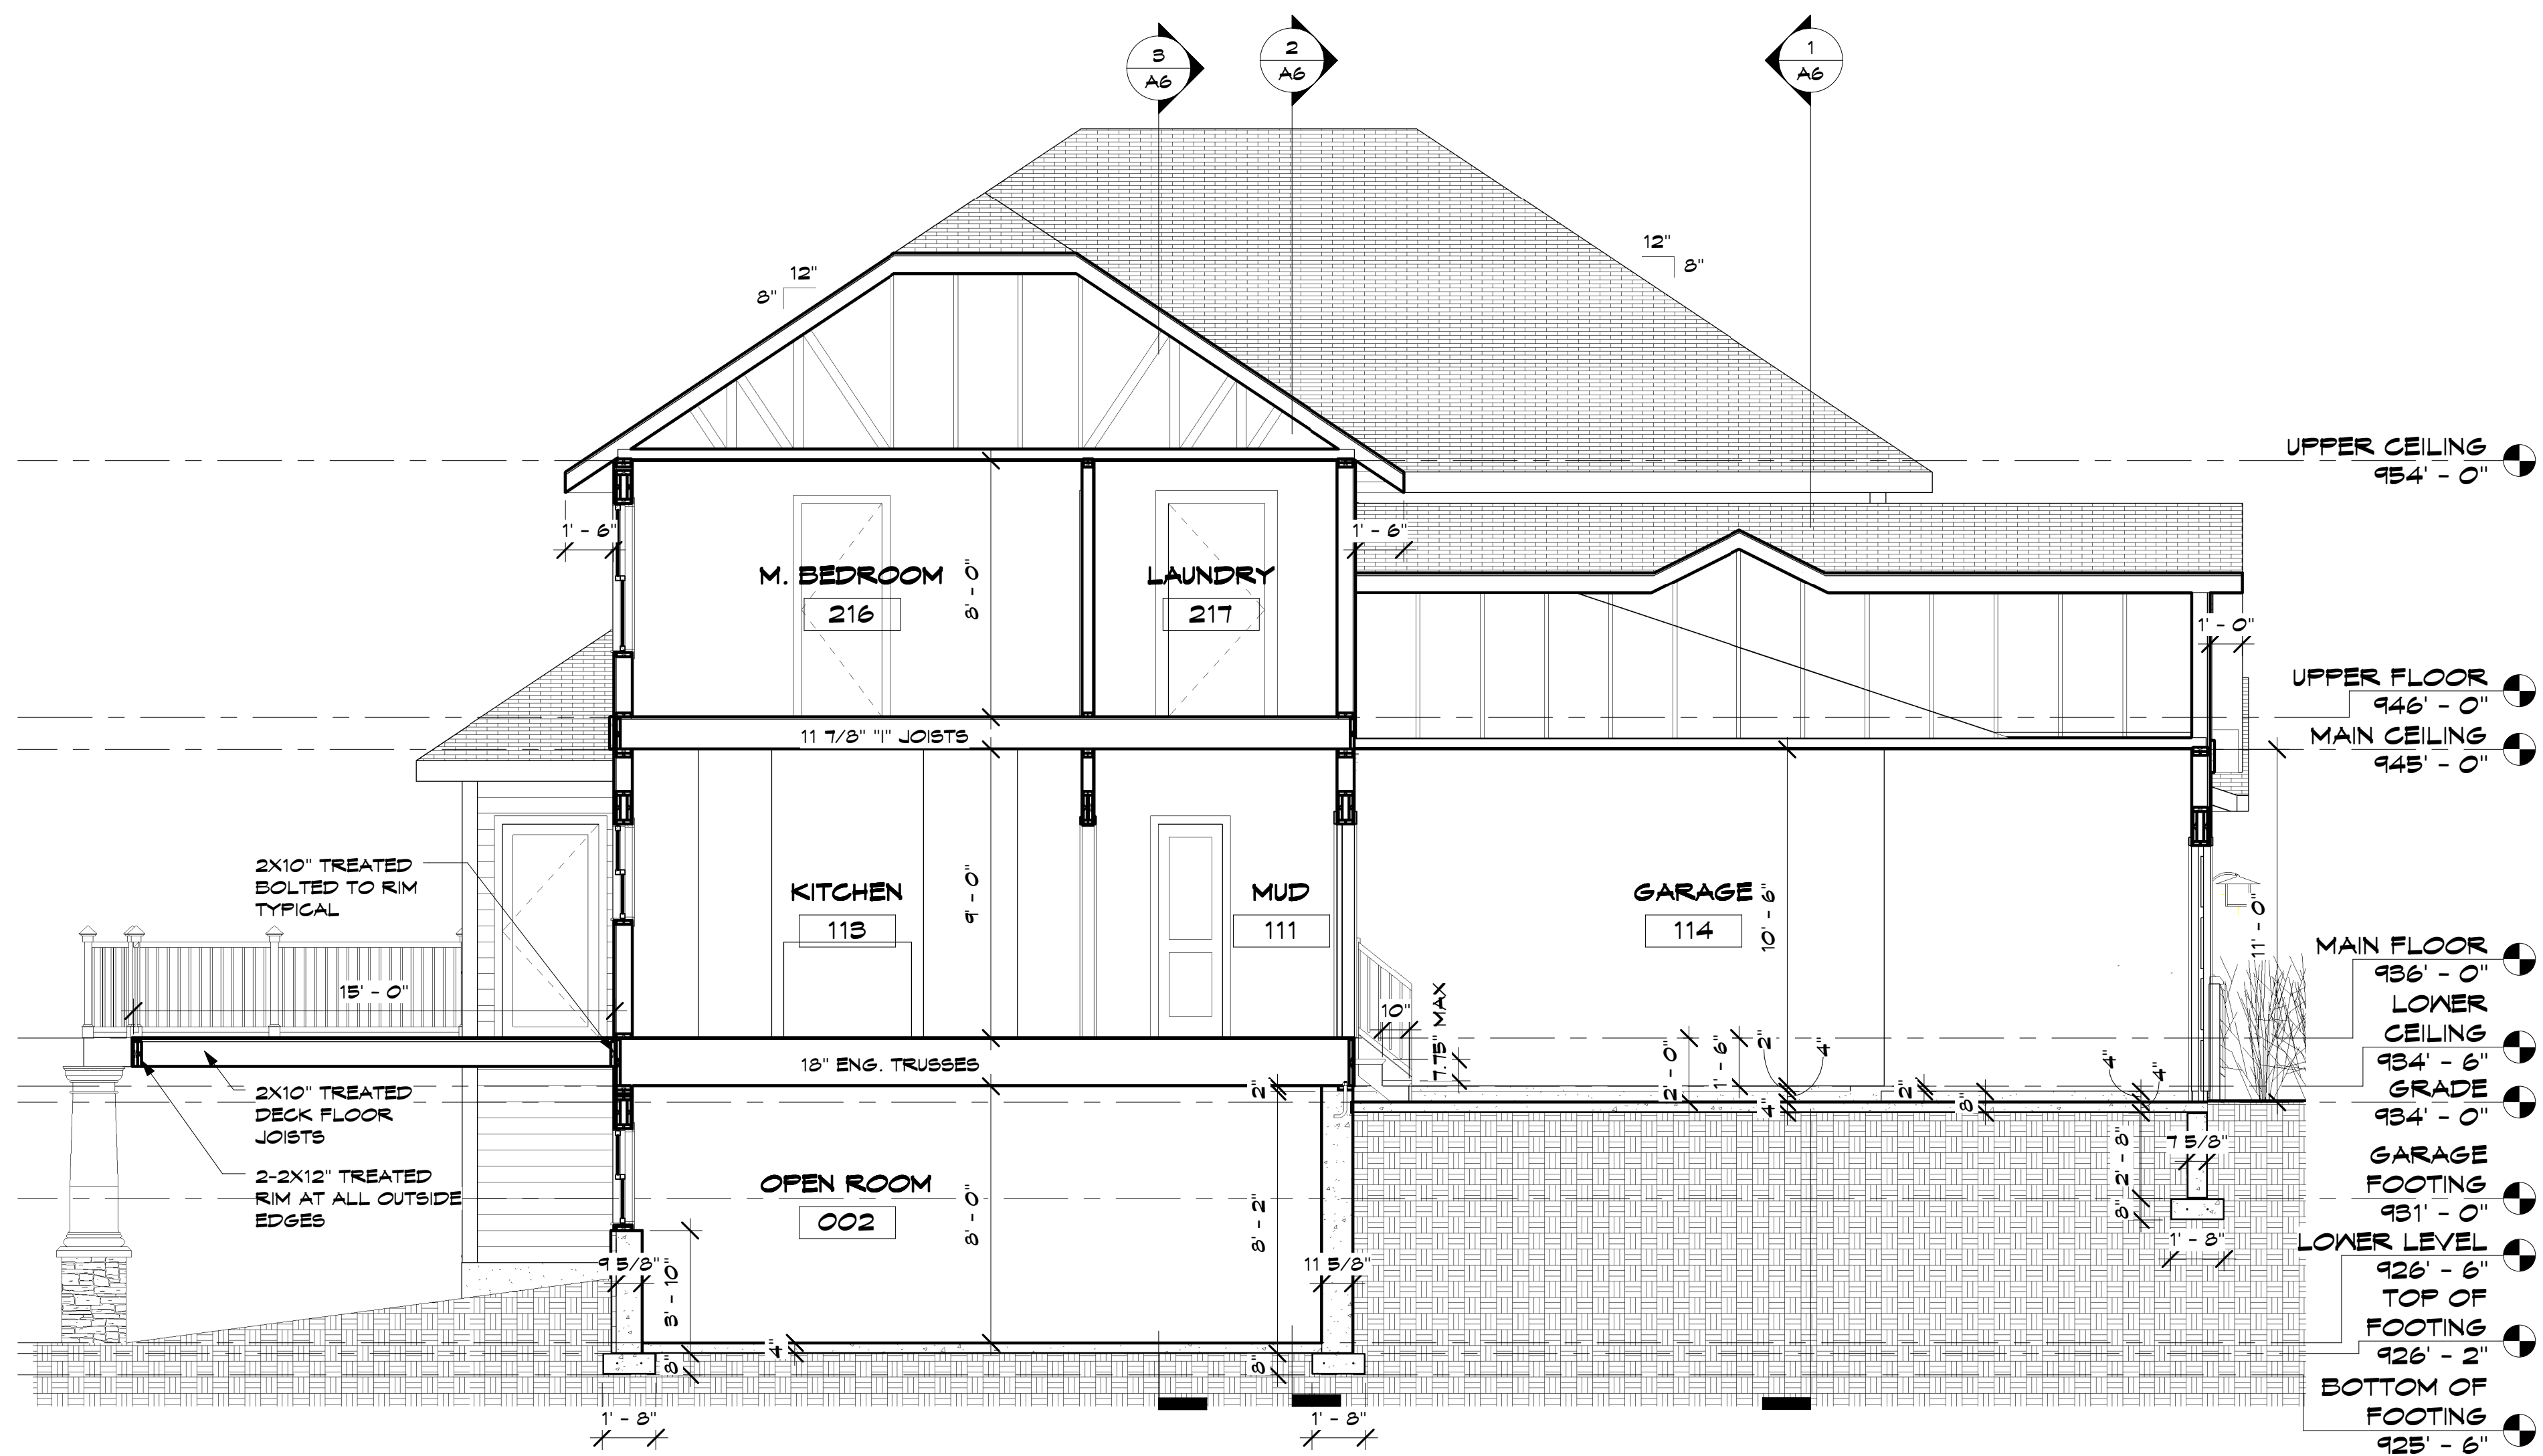 3
A6
2
A6
1
A6
12"
8"
12"
8"
UPPER CEILING
954' - 0"
1' - 6"
1' - 6"
M. BEDROOM
216
8' - 0"
LAUNDRY
217
1' - 0"
UPPER FLOOR
946' - 0"
11 7/8" "I" JOISTS
MAIN CEILING
945' - 0"
2X10" TREATED
BOLTED TO RIM
TYPICAL
KITCHEN
113
9' - 0"
MUD
111
GARAGE
114
10' - 6"
11' - 0"
MAIN FLOOR
936' - 0"
15' - 0"
10"
7.75" MAX
LOWER
CEILING
934' - 6"
18" ENG. TRUSSES
2"
2' - 0"
1' - 6"
2"
4"
4"
2"
8"
4"
4"
GRADE
934' - 0"
2X10" TREATED
DECK FLOOR
JOISTS
2-2X12" TREATED
RIM AT ALL OUTSIDE
EDGES
OPEN ROOM
002
8' - 0"
8' - 2"
2' - 8"
7 5/8"
8"
1' - 8"
GARAGE
FOOTING
931' - 0"
9 5/8"
3' - 10"
11 5/8"
LOWER LEVEL
926' - 6"
TOP OF
FOOTING
926' - 2"
8"
4"
8"
1' - 8"
1' - 8"
BOTTOM OF
FOOTING
925' - 6"